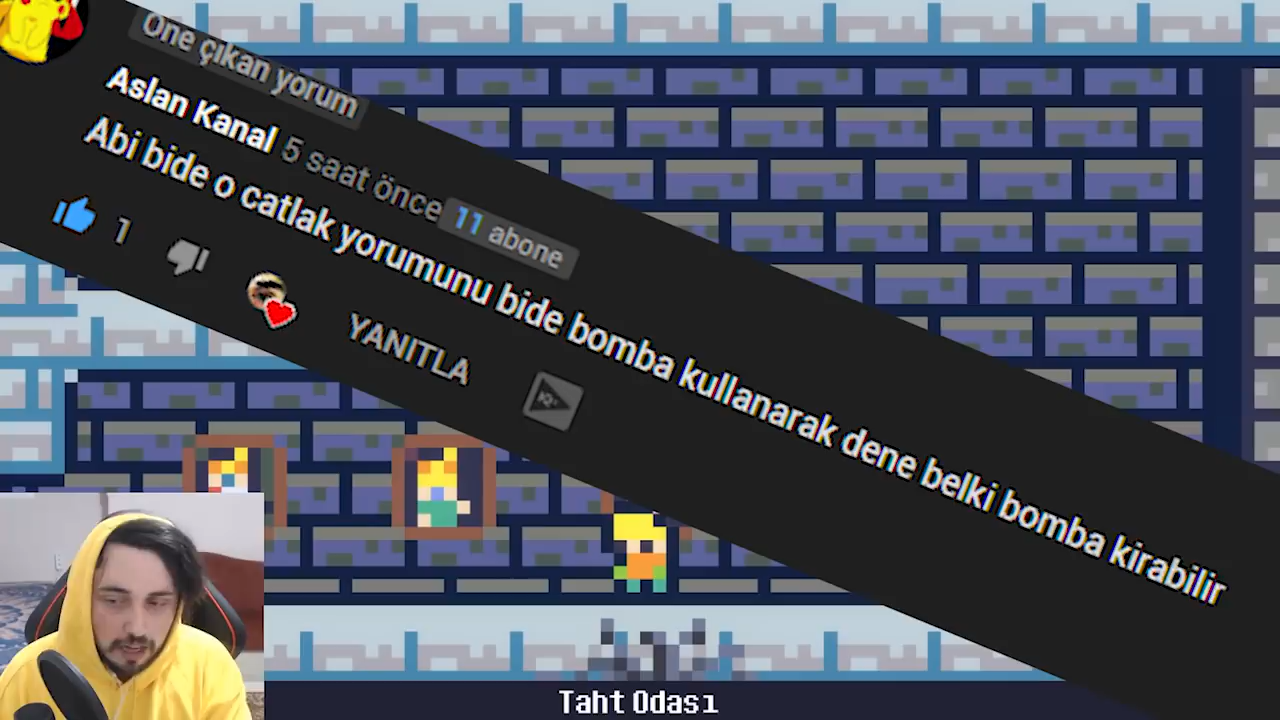 Öne çıkan yorum
Aslan Kanal 5 saat önce 11 abone
Abi bide o catlak yorumunu bide bomba kullanarak dene belki bomba kirabilir
1
YANITLA
Taht Odası